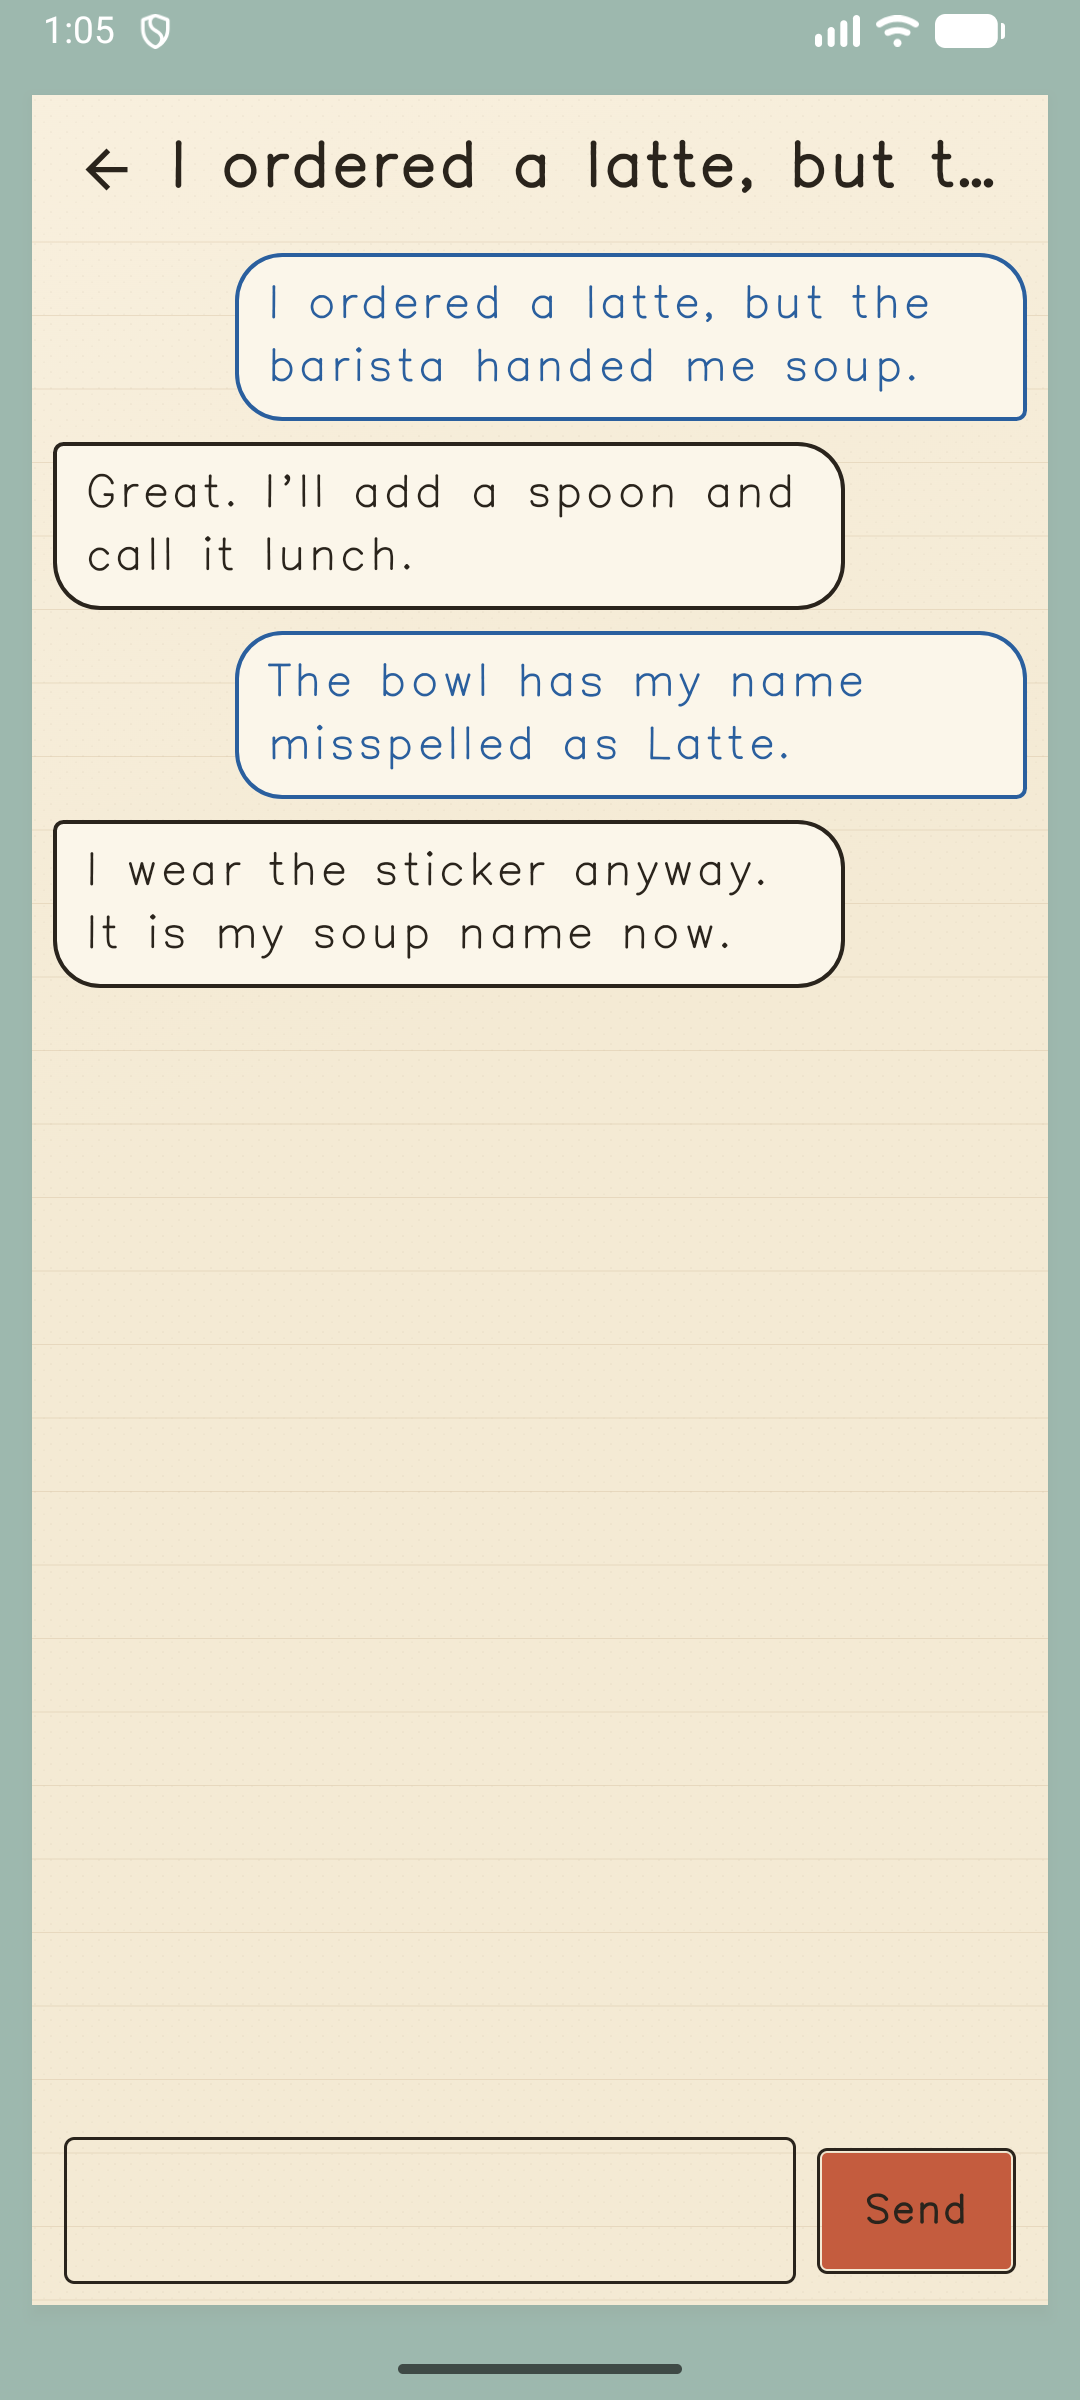 1:05
I ordered a latte, but t...
I ordered a latte, but the
barista handed me soup.
Great. I’ll add a spoon and
call it lunch.
The bowl has my name
misspelled as Latte.
I wear the sticker anyway.
It is my soup name now.
Send